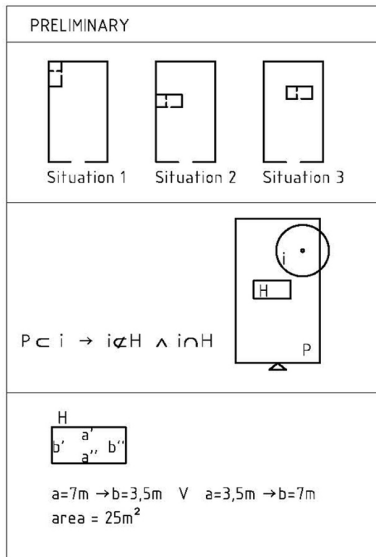 PRELIMINARY
Situation 1 Situation 2 Situation 3
i
H
P ⊂ i → i⊄H ∧ i∩H
P
H
a'
b' b''
a''
a=7m →b=3,5m V a=3,5m →b=7m
area = 25m²